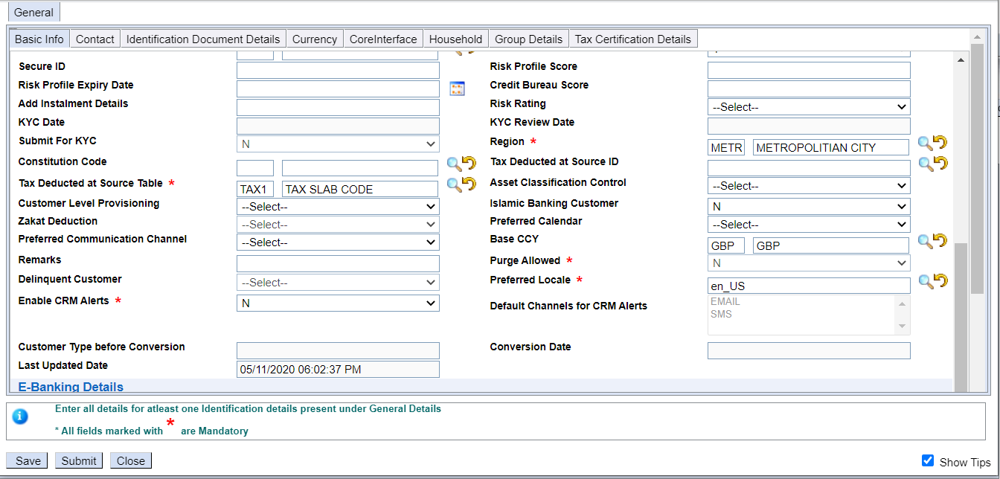 General
Basic Info Contact Identification Document Details Currency CoreInterface Household Group Details Tax Certification Details
Secure ID Risk Profile Score
Risk Profile Expiry Date Credit Bureau Score
Add Instalment Details Risk Rating --Select--
KYC Date KYC Review Date
Submit For KYC N Region * METR METROPOLITIAN CITY
Constitution Code Tax Deducted at Source ID
Tax Deducted at Source Table * TAX1 TAX SLAB CODE Asset Classification Control --Select--
Customer Level Provisioning --Select-- Islamic Banking Customer N
Zakat Deduction --Select-- Preferred Calendar --Select--
Preferred Communication Channel --Select-- Base CCY GBP GBP
Remarks Purge Allowed * N
Delinquent Customer --Select-- Preferred Locale * en_US
Enable CRM Alerts * N Default Channels for CRM Alerts EMAIL
SMS
Customer Type before Conversion Conversion Date
Last Updated Date 05/11/2020 06:02:37 PM
E-Banking Details
Enter all details for atleast one Identification details present under General Details
* All fields marked with * are Mandatory
Save Submit Close Show Tips